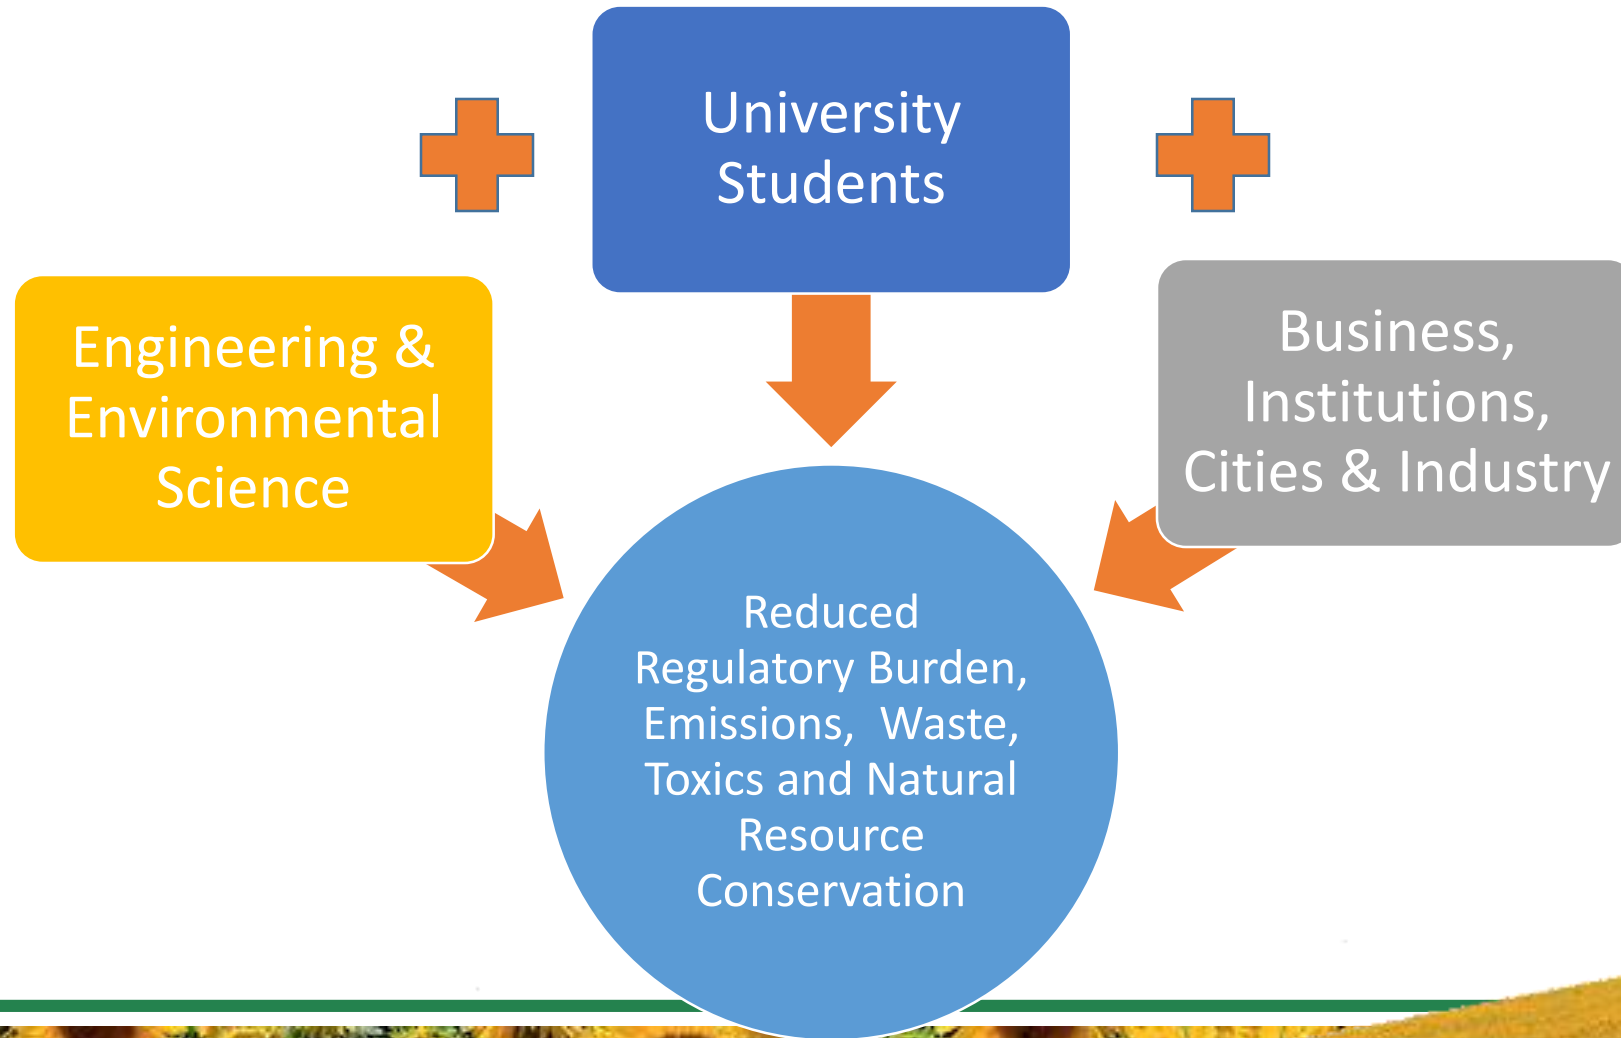 University
Students
Engineering &
Environmental
Science
Business,
Institutions,
Cities & Industry
Reduced
Regulatory Burden,
Emissions,  Waste,
Toxics and Natural
Resource
Conservation